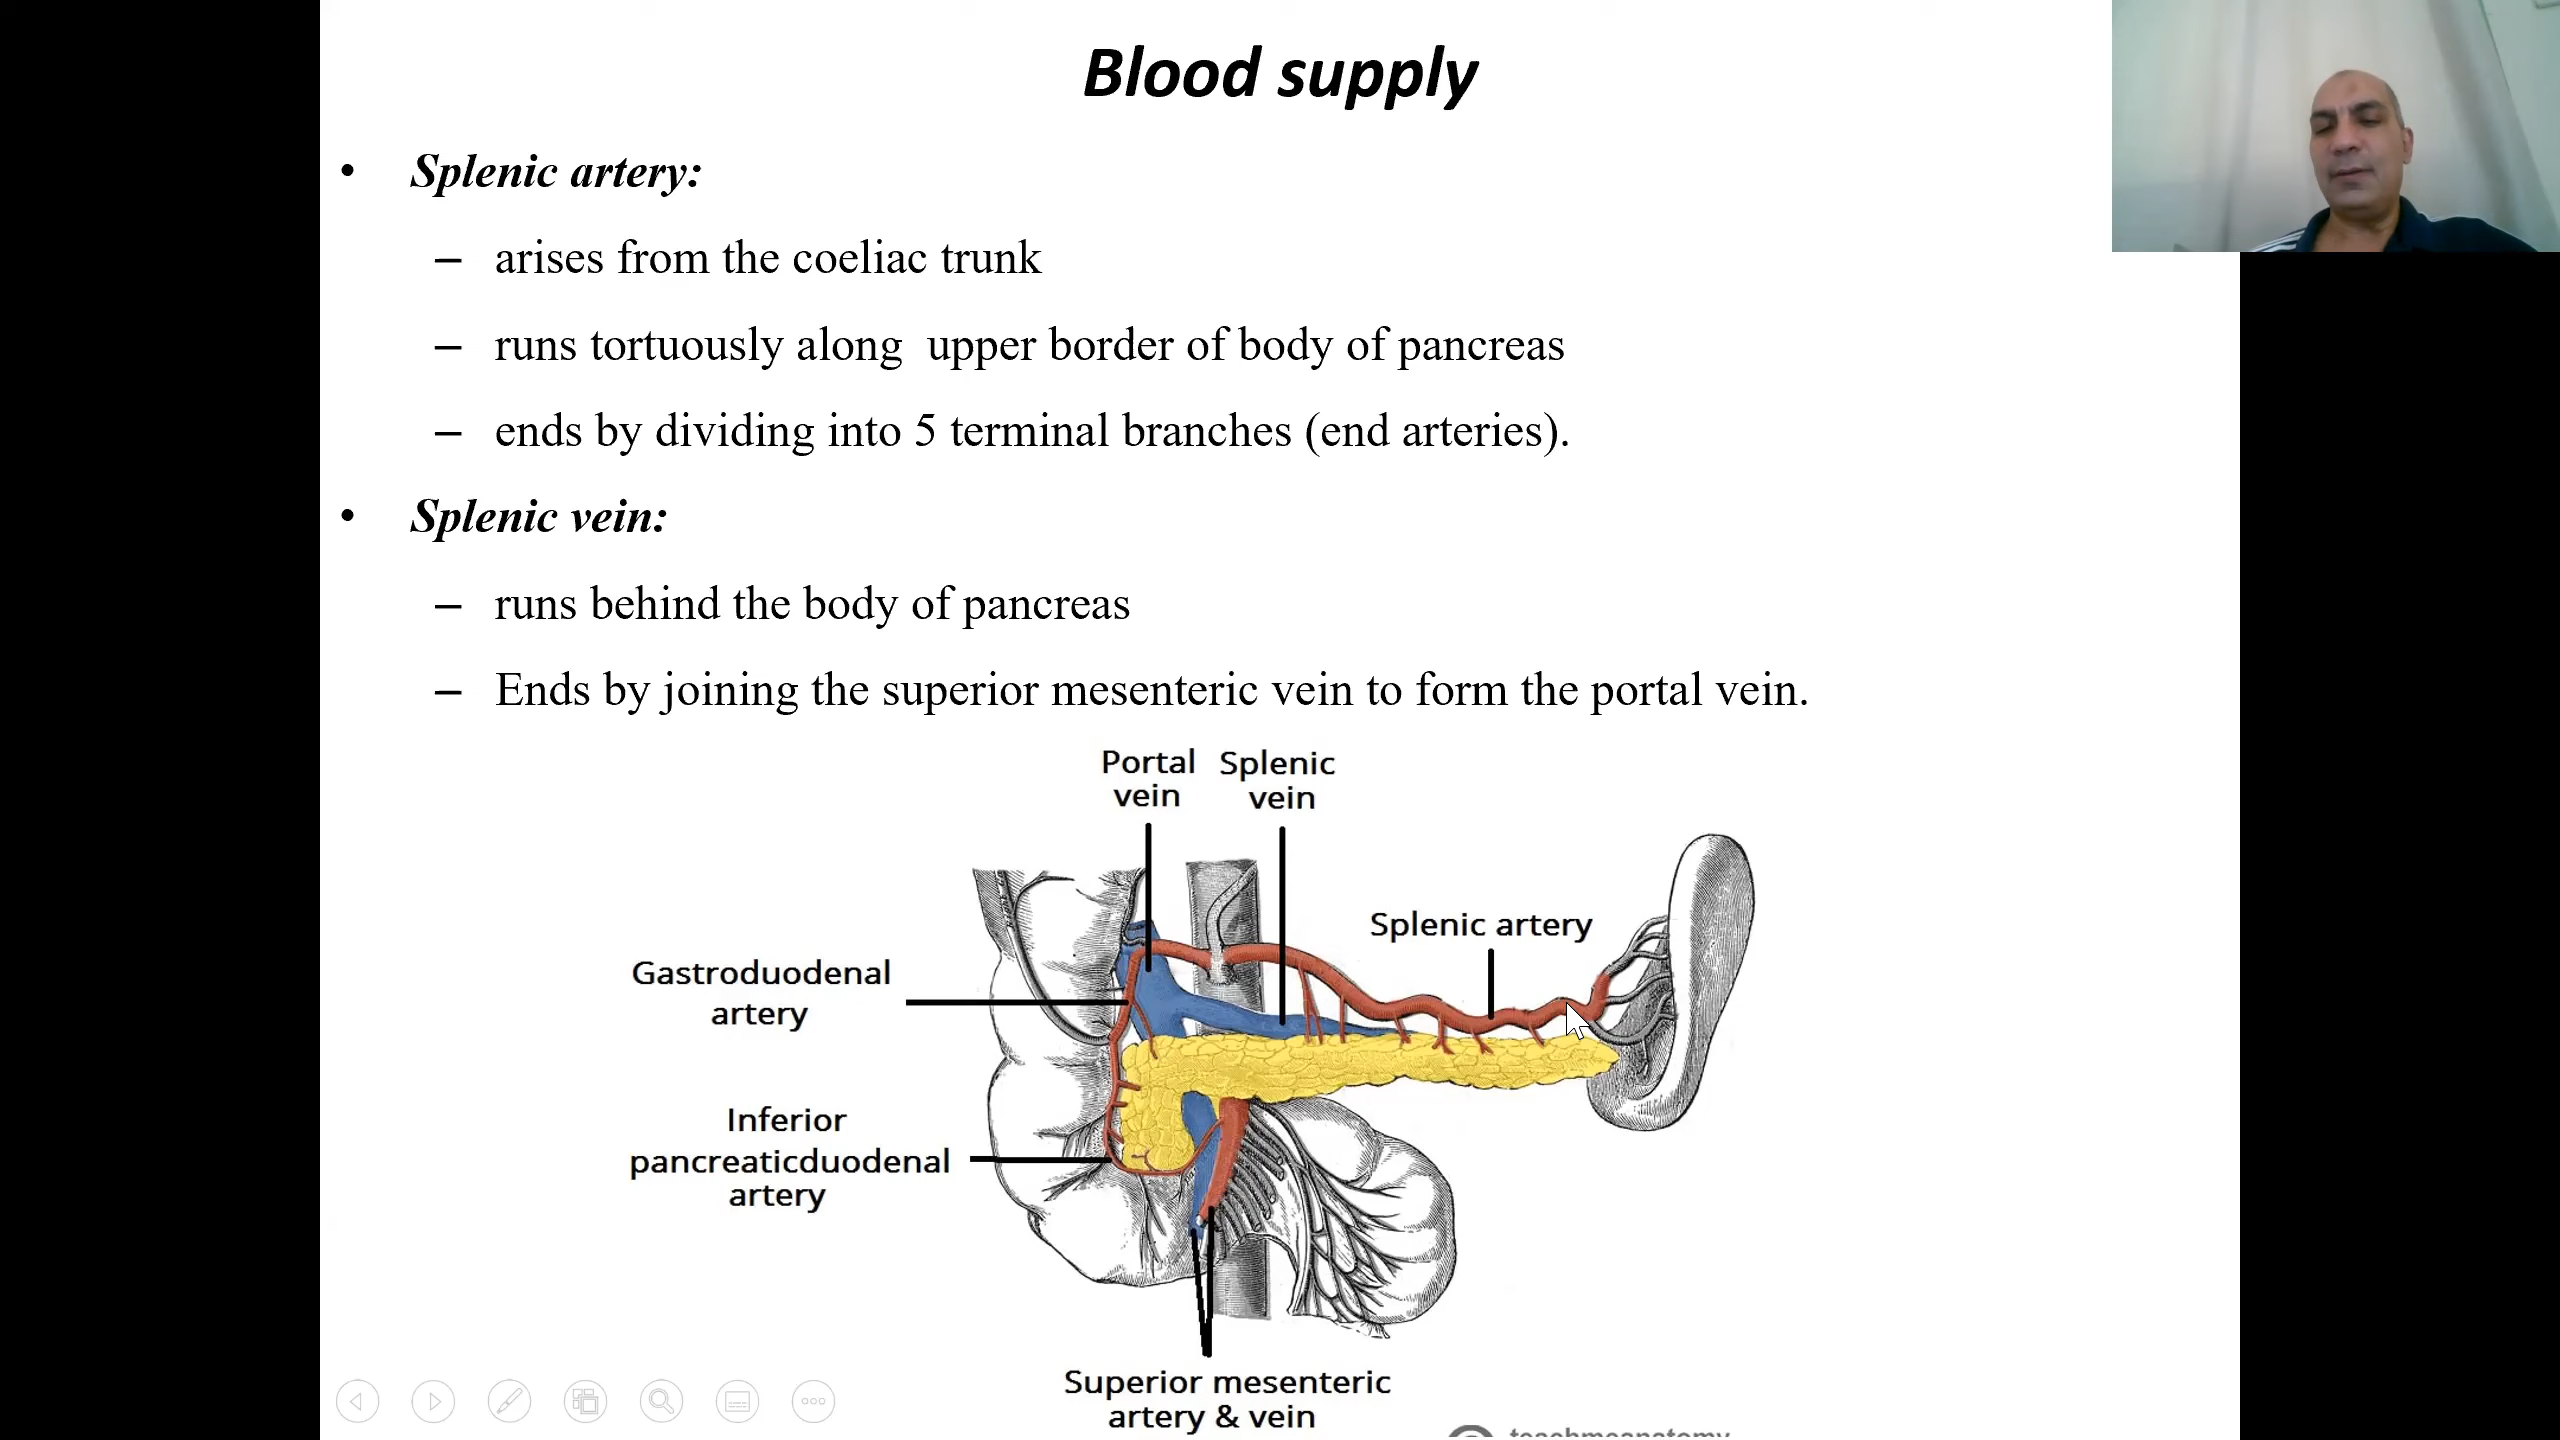 Blood supply
• Splenic artery:
– arises from the coeliac trunk
– runs tortuously along upper border of body of pancreas
– ends by dividing into 5 terminal branches (end arteries).
• Splenic vein:
– runs behind the body of pancreas
– Ends by joining the superior mesenteric vein to form the portal vein.
Portal
vein
Splenic
vein
Splenic artery
Gastroduodenal
artery
Inferior
pancreaticduodenal
artery
Superior mesenteric
artery & vein
teachmeanatomy